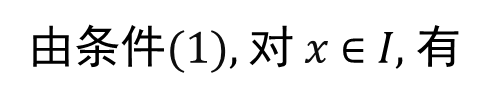 由条件(1), 对 x ∈ I, 有